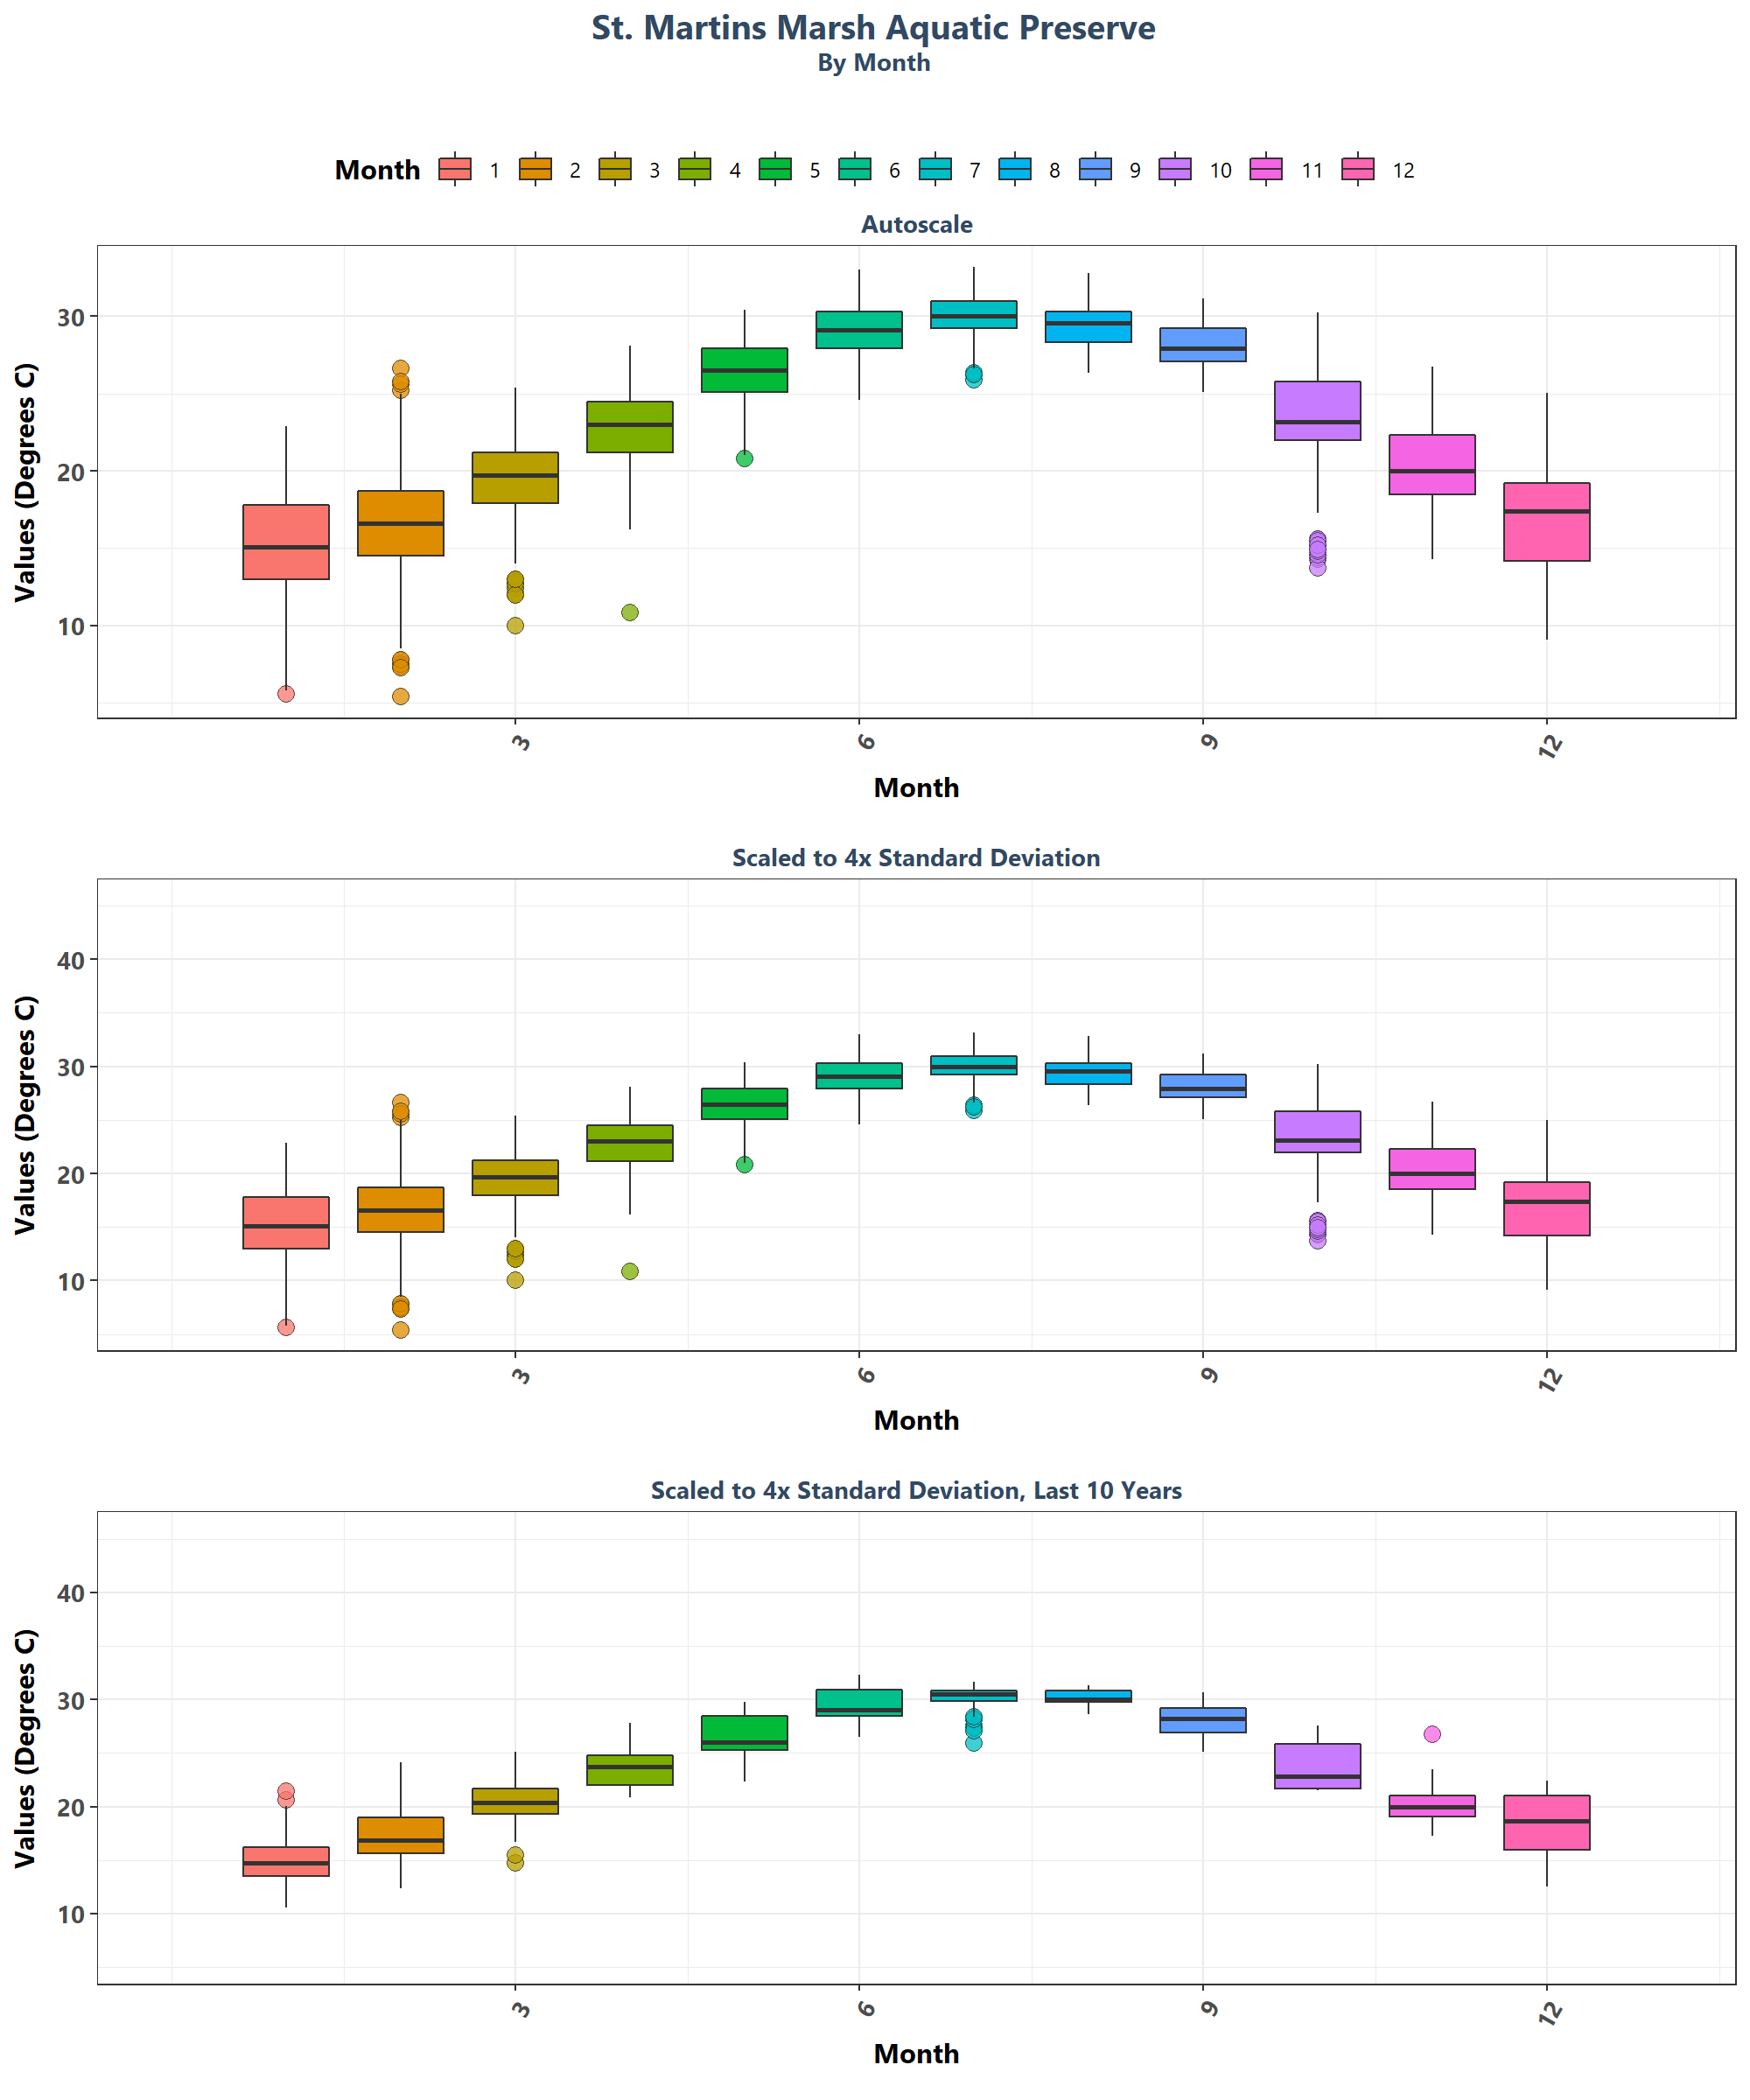 St. Martins Marsh Aquatic Preserve
By Month
Month 1 2 3 4 5 6 7 8 9 10 11 12
Autoscale
Values (Degrees C)
30
20
10
3 6 9 12
Month
Scaled to 4x Standard Deviation
Values (Degrees C)
40
30
20
10
3 6 9 12
Month
Scaled to 4x Standard Deviation, Last 10 Years
Values (Degrees C)
40
30
20
10
3 6 9 12
Month